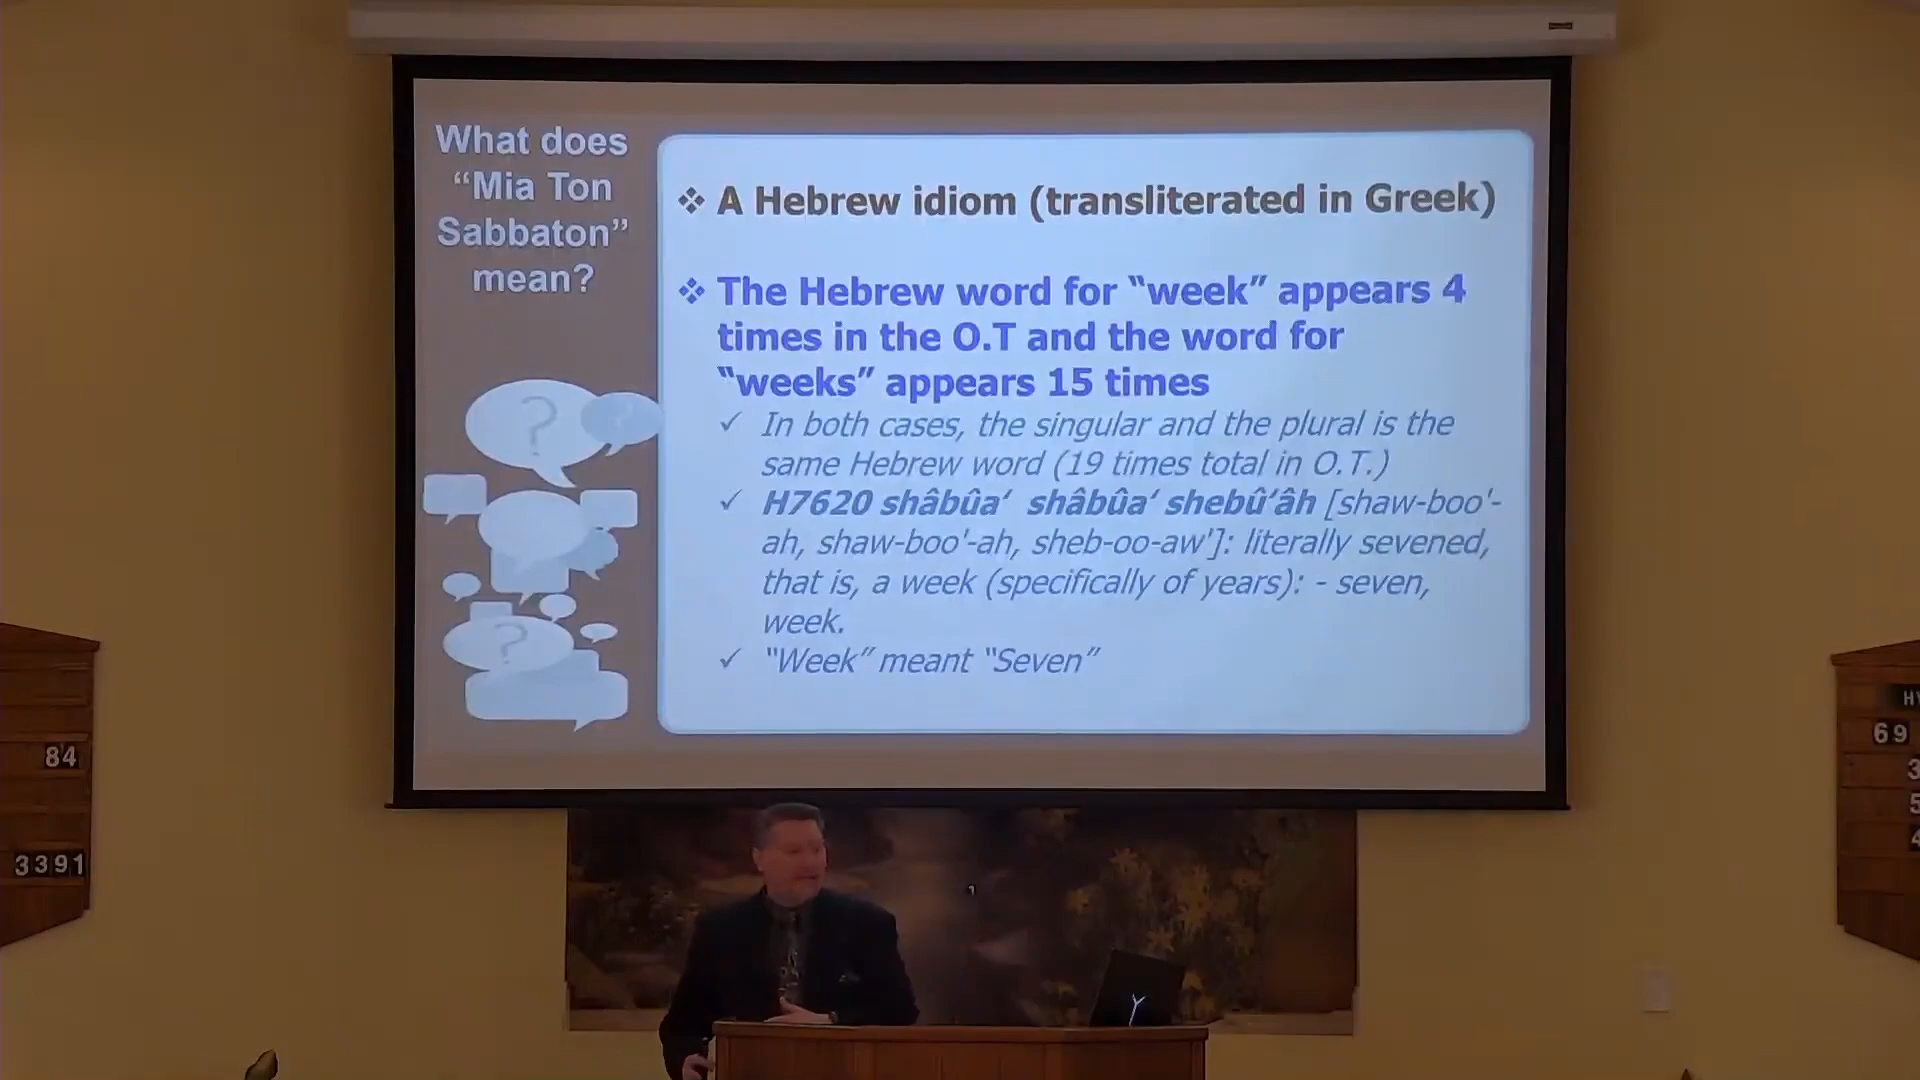 What does
“Mia Ton
Sabbaton”
mean?
❖ A Hebrew idiom (transliterated in Greek)
❖ The Hebrew word for “week” appears 4
times in the O.T and the word for
“weeks” appears 15 times
✓ In both cases, the singular and the plural is the
same Hebrew word (19 times total in O.T.)
✓ H7620 shâbûa‛ shâbûa‛ shebû‛âh [shaw-boo'-
ah, shaw-boo'-ah, sheb-oo-aw']: literally sevened,
that is, a week (specifically of years): - seven,
week.
✓ “Week” meant “Seven”
?
?
?
84
3391
HY
69
3
5
4